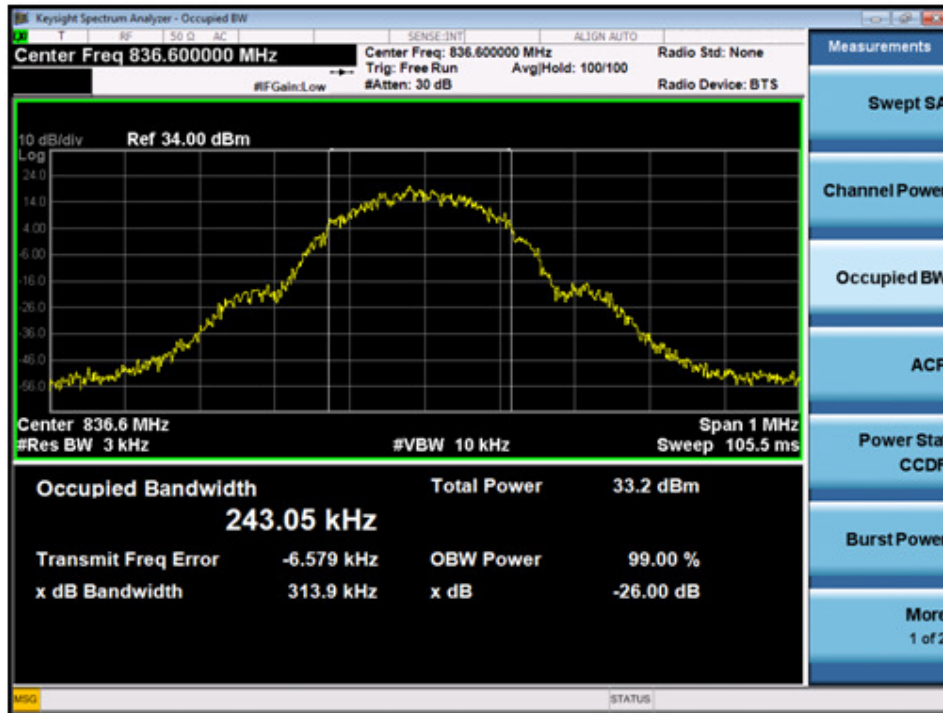 Keysight Spectrum Analyzer - Occupied BW
T RF 50 Ω AC SENSE:INT ALIGN AUTO
Center Freq 836.600000 MHz
Center Freq: 836.600000 MHz Radio Std: None
Trig: Free Run Avg|Hold: 100/100
#IFGain:Low #Atten: 30 dB Radio Device: BTS
10 dB/div Ref 34.00 dBm
Log
24.0
14.0
4.00
-6.00
-16.0
-26.0
-36.0
-46.0
-56.0
Center 836.6 MHz Span 1 MHz
#Res BW 3 kHz #VBW 10 kHz Sweep 105.5 ms
Occupied Bandwidth Total Power 33.2 dBm
243.05 kHz
Transmit Freq Error -6.579 kHz OBW Power 99.00 %
x dB Bandwidth 313.9 kHz x dB -26.00 dB
MSG STATUS
Measurements
Swept SA
Channel Power
Occupied BW
ACP
Power Sta
CCDF
Burst Power
More
1 of 2